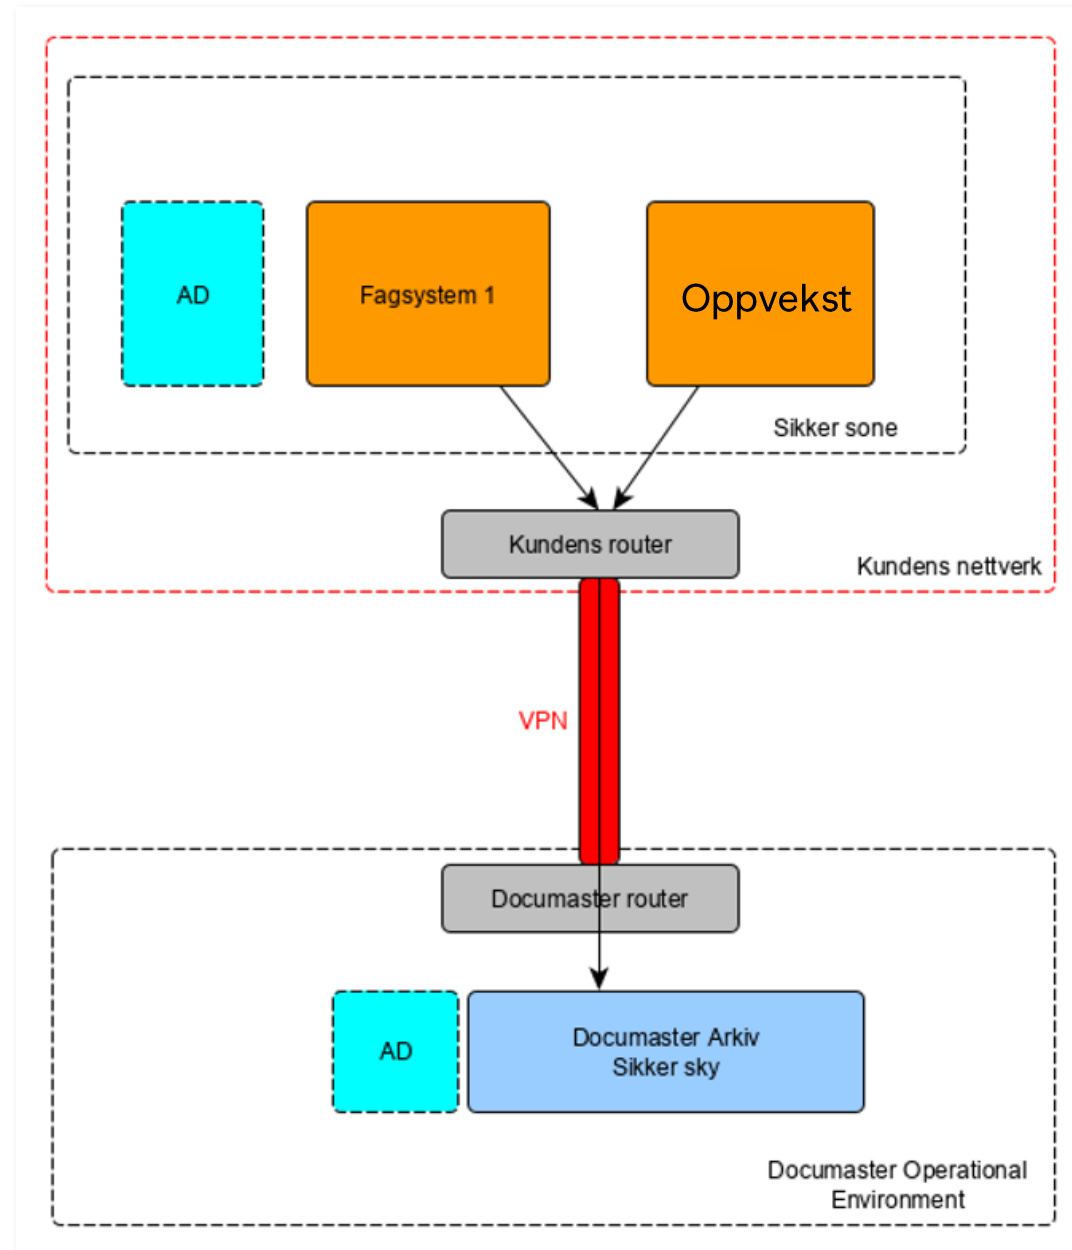 AD
Fagsystem 1
Oppvekst
Sikker sone
Kundens router
Kundens nettverk
VPN
Documaster router
AD
Documaster Arkiv
Sikker sky
Documaster Operational
Environment